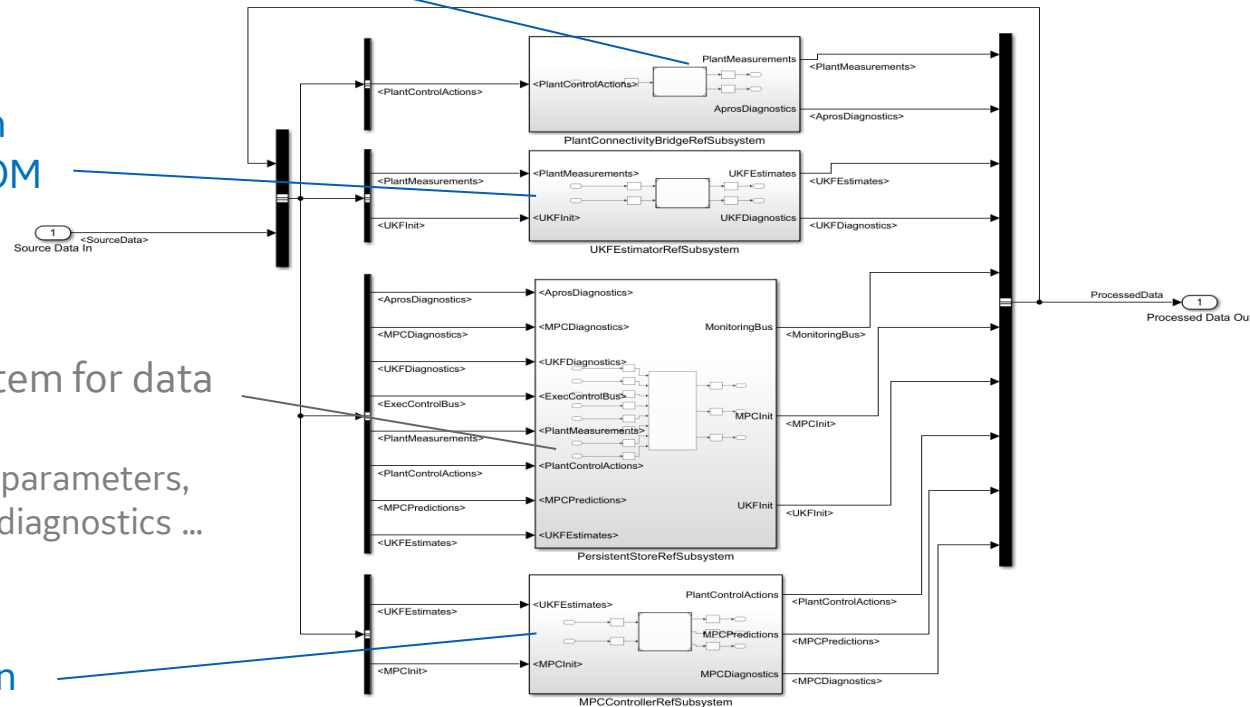 PlantMeasurements
<PlantMeasurements>
<PlantControlActions>
<PlantControlActions>
AprosDiagnostics
<AprosDiagnostics>
PlantConnectivityBridgeRefSubsystem
n
OM
<PlantMeasurements>
<PlantMeasurements>
UKFEstimates
<UKFEstimates>
<UKFInit>
<UKFInit>
UKFDiagnostics
<UKFDiagnostics>
UKFEstimatorRefSubsystem
1
<SourceData>
Source Data In
<AprosDiagnostics>
<AprosDiagnostics>
<MPCDiagnostics>
<MPCDiagnostics>
MonitoringBus
<MonitoringBus>
<UKFDiagnostics>
<UKFDiagnostics>
<ExecControlBus>
<ExecControlBus>
<PlantMeasurements>
<PlantMeasurements>
MPCInit
<MPCInit>
<PlantControlActions>
<PlantControlActions>
<MPCPredictions>
<MPCPredictions>
UKFInit
<UKFInit>
<UKFEstimates>
<UKFEstimates>
PersistentStoreRefSubsystem
ProcessedData
1
Processed Data Ou
tem for data
parameters,
diagnostics ...
<UKFEstimates>
<UKFEstimates>
PlantControlActions
<PlantControlActions>
MPCPredictions
<MPCPredictions>
<MPCInit>
<MPCInit>
MPCDiagnostics
<MPCDiagnostics>
MPCControllerRefSubsystem
n